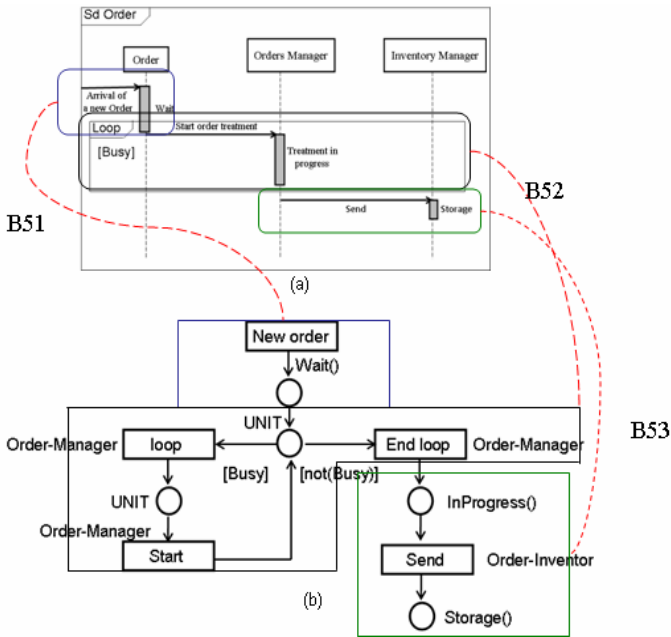 Sd Order
Order
Orders Manager
Inventory Manager
Arrival of
a new Order
Wait
Loop
Start order treatment
[Busy]
Treatment in
progress
B51
B52
Send
Storage
(a)
New order
Wait()
UNIT
B53
Order-Manager
loop
End loop
Order-Manager
[Busy]
[not(Busy)]
UNIT
InProgress()
Order-Manager
Start
Send
Order-Inventor
(b)
Storage()